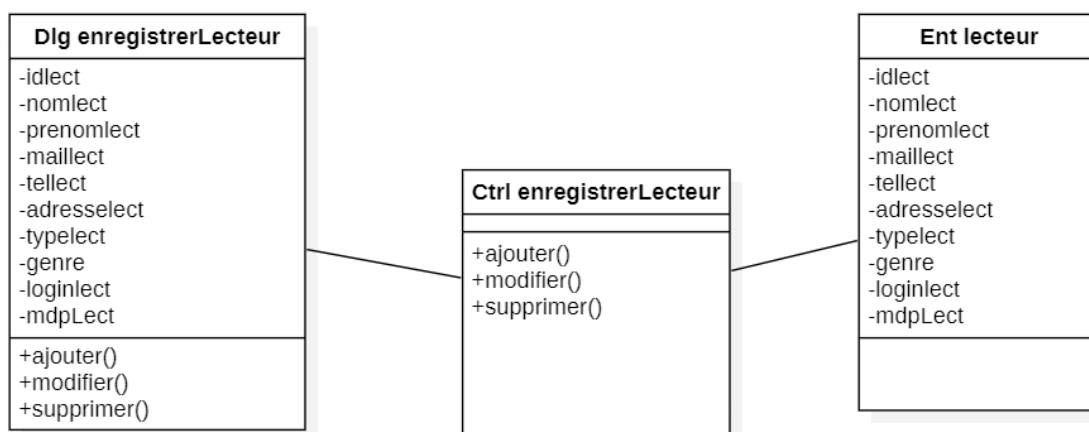 Dlg enregistrerLecteur
-idlect
-nomlect
-prenomlect
-maillect
-tellect
-adresselect
-typelect
-genre
-loginlect
-mdpLect
+ajouter()
+modifier()
+supprimer()
Ctrl enregistrerLecteur
+ajouter()
+modifier()
+supprimer()
Ent lecteur
-idlect
-nomlect
-prenomlect
-maillect
-tellect
-adresselect
-typelect
-genre
-loginlect
-mdpLect